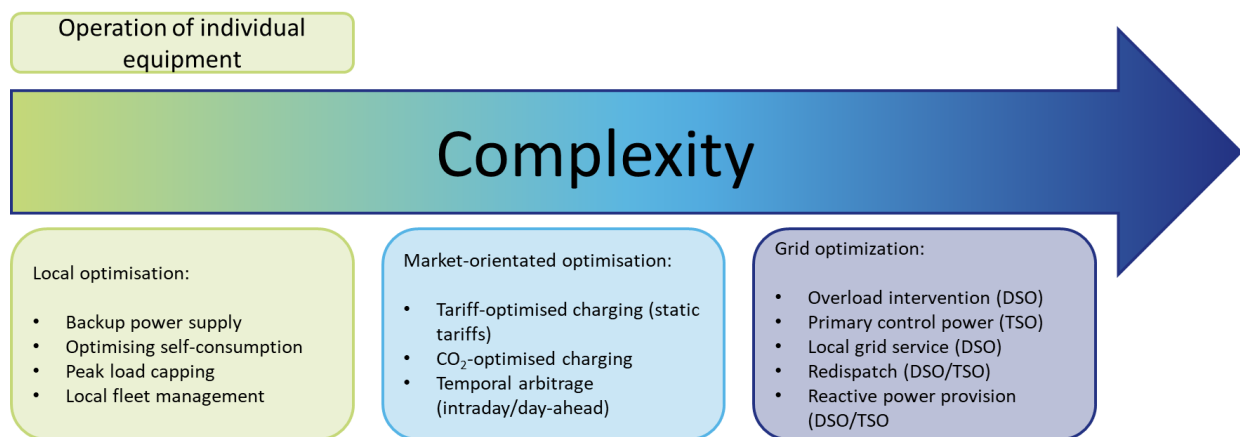 Operation of individual
equipment
Complexity
Local optimisation:
• Backup power supply
• Optimising self-consumption
• Peak load capping
• Local fleet management
Market-orientated optimisation:
• Tariff-optimised charging (static
tariffs)
• CO₂-optimised charging
• Temporal arbitrage
(intraday/day-ahead)
Grid optimization:
• Overload intervention (DSO)
• Primary control power (TSO)
• Local grid service (DSO)
• Redispatch (DSO/TSO)
• Reactive power provision
(DSO/TSO